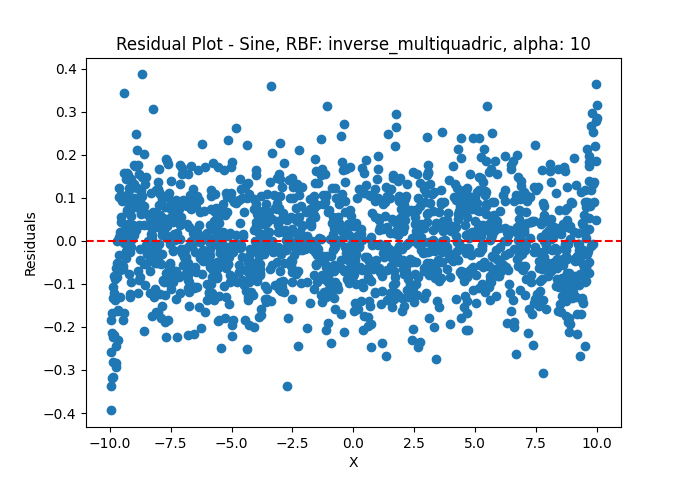 Residual Plot - Sine, RBF: inverse_multiquadric, alpha: 10
0.4
0.3
0.2
0.1
0.0
−0.1
−0.2
−0.3
−0.4
Residuals
−10.0 −7.5 −5.0 −2.5 0.0 2.5 5.0 7.5 10.0
X